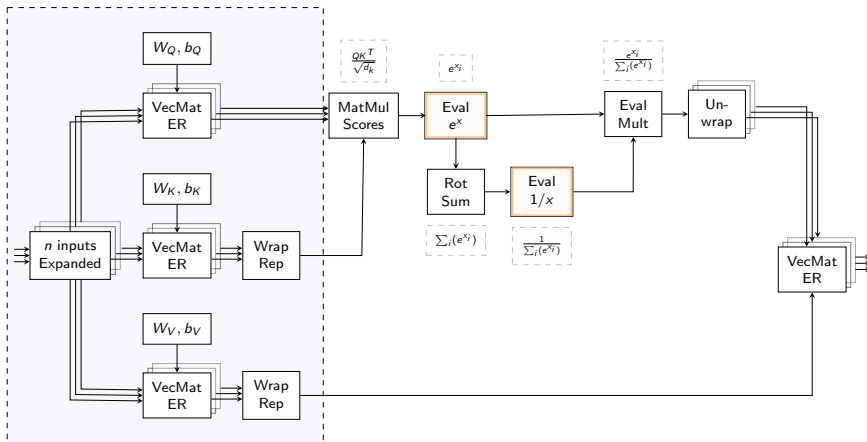 W_Q, b_Q
VecMat
ER
W_K, b_K
n inputs
Expanded
VecMat
ER
Wrap
Rep
W_V, b_V
VecMat
ER
Wrap
Rep
QK^T
√d_k
MatMul
Scores
e^{x_i}
Eval
e^x
Rot
Sum
∑_i(e^{x_i})
Eval
1/x
1
∑_i(e^{x_i})
e^{x_i}
∑_i(e^{x_i})
Eval
Mult
Un-
wrap
VecMat
ER